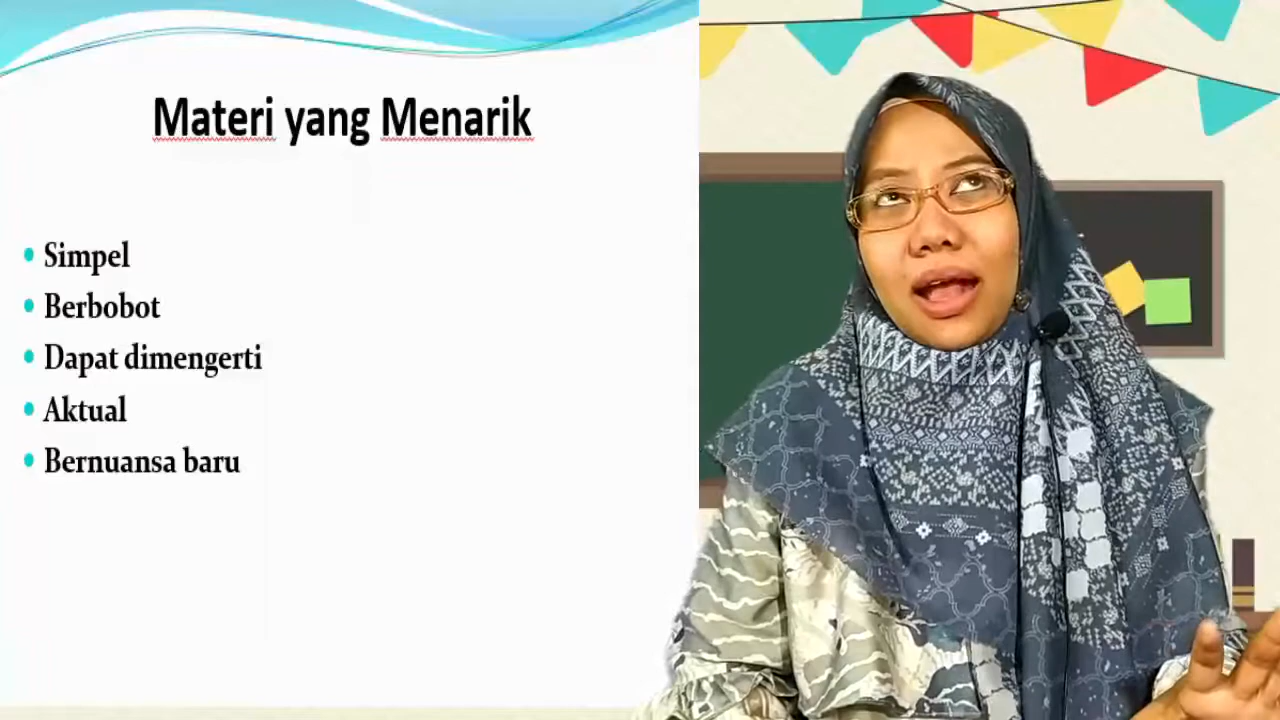 Materi yang Menarik
Simpel
Berbobot
Dapat dimengerti
Aktual
Bernuansa baru